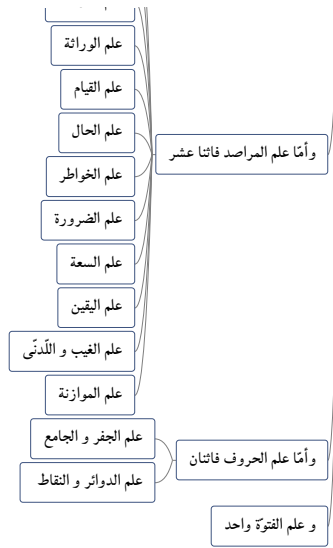 علم الوراثة
علم القيام
علم الحال
وأمّا علم المراصد فاثنا عشر
علم الخواطر
علم الضرورة
علم السعة
علم اليقين
علم الغيب و اللّدنّى
علم الموازنة
علم الجفر و الجامع
وأمّا علم الحروف فاثنان
علم الدوائر و النقاط
و علم الفتوّة واحد